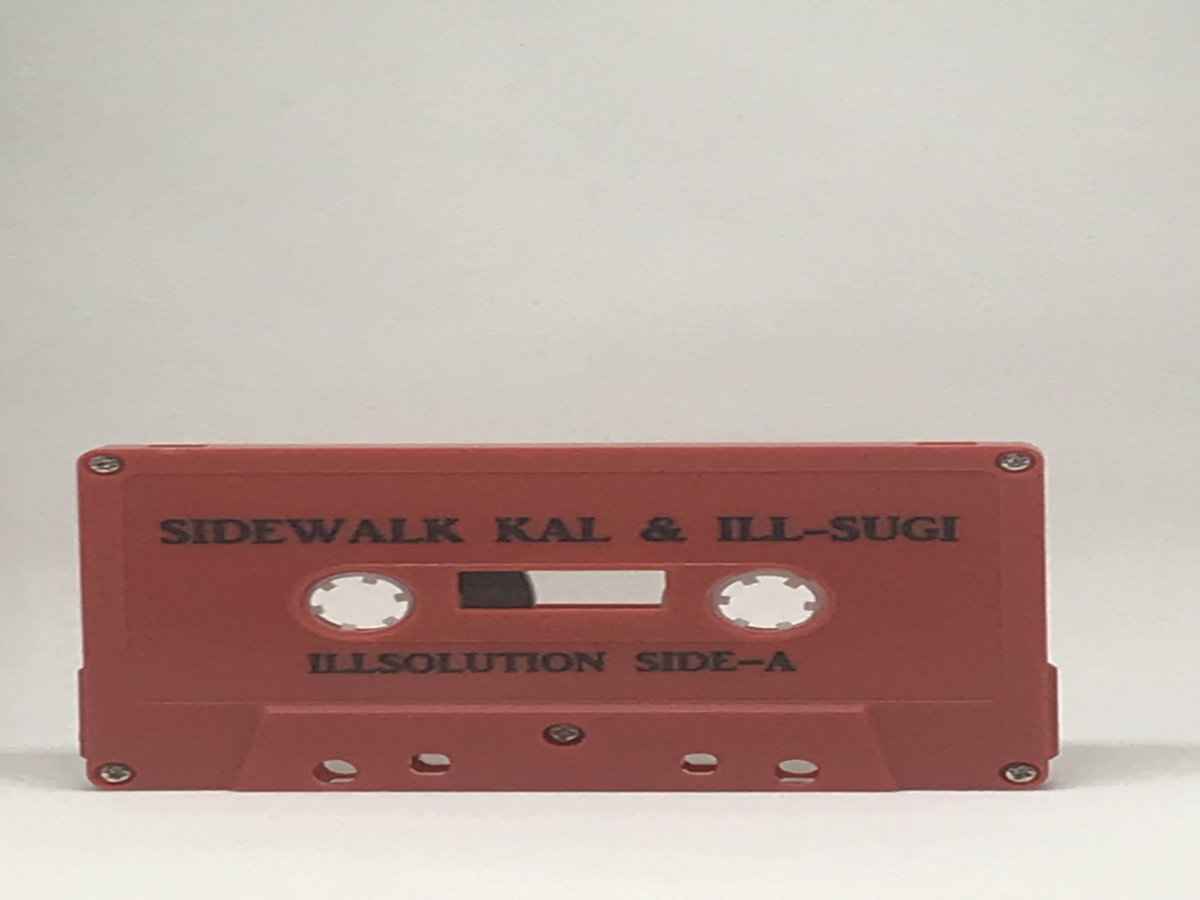 SIDEWALK KAL & ILL-SUGI
ILLSOLUTION SIDE-A